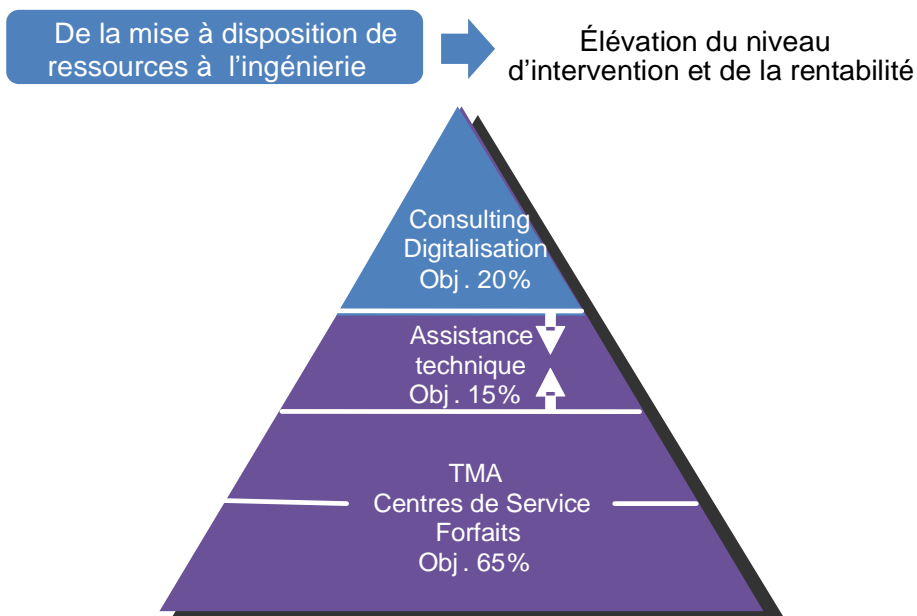 De la mise à disposition de
ressources à l'ingénierie
Élévation du niveau
d'intervention et de la rentabilité
Consulting
Digitalisation
Obj. 20%
Assistance
technique
Obj. 15%
TMA
Centres de Service
Forfaits
Obj. 65%